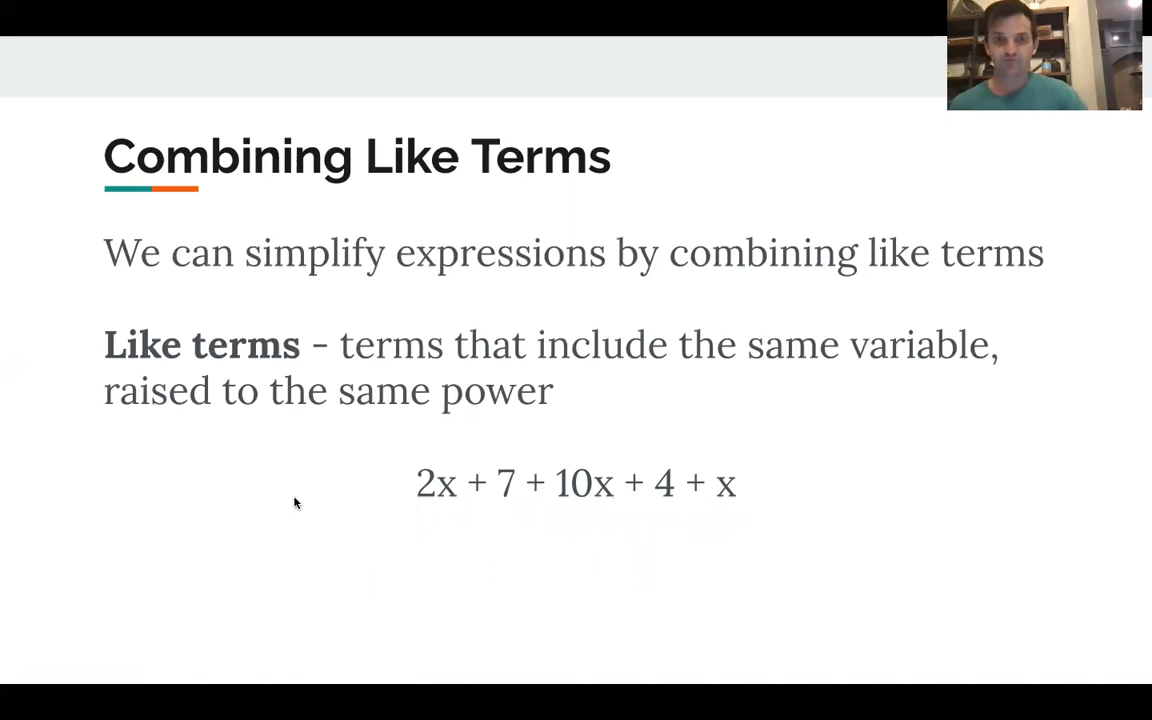 Combining Like Terms
We can simplify expressions by combining like terms
Like terms - terms that include the same variable,
raised to the same power
2x + 7 + 10x + 4 + x